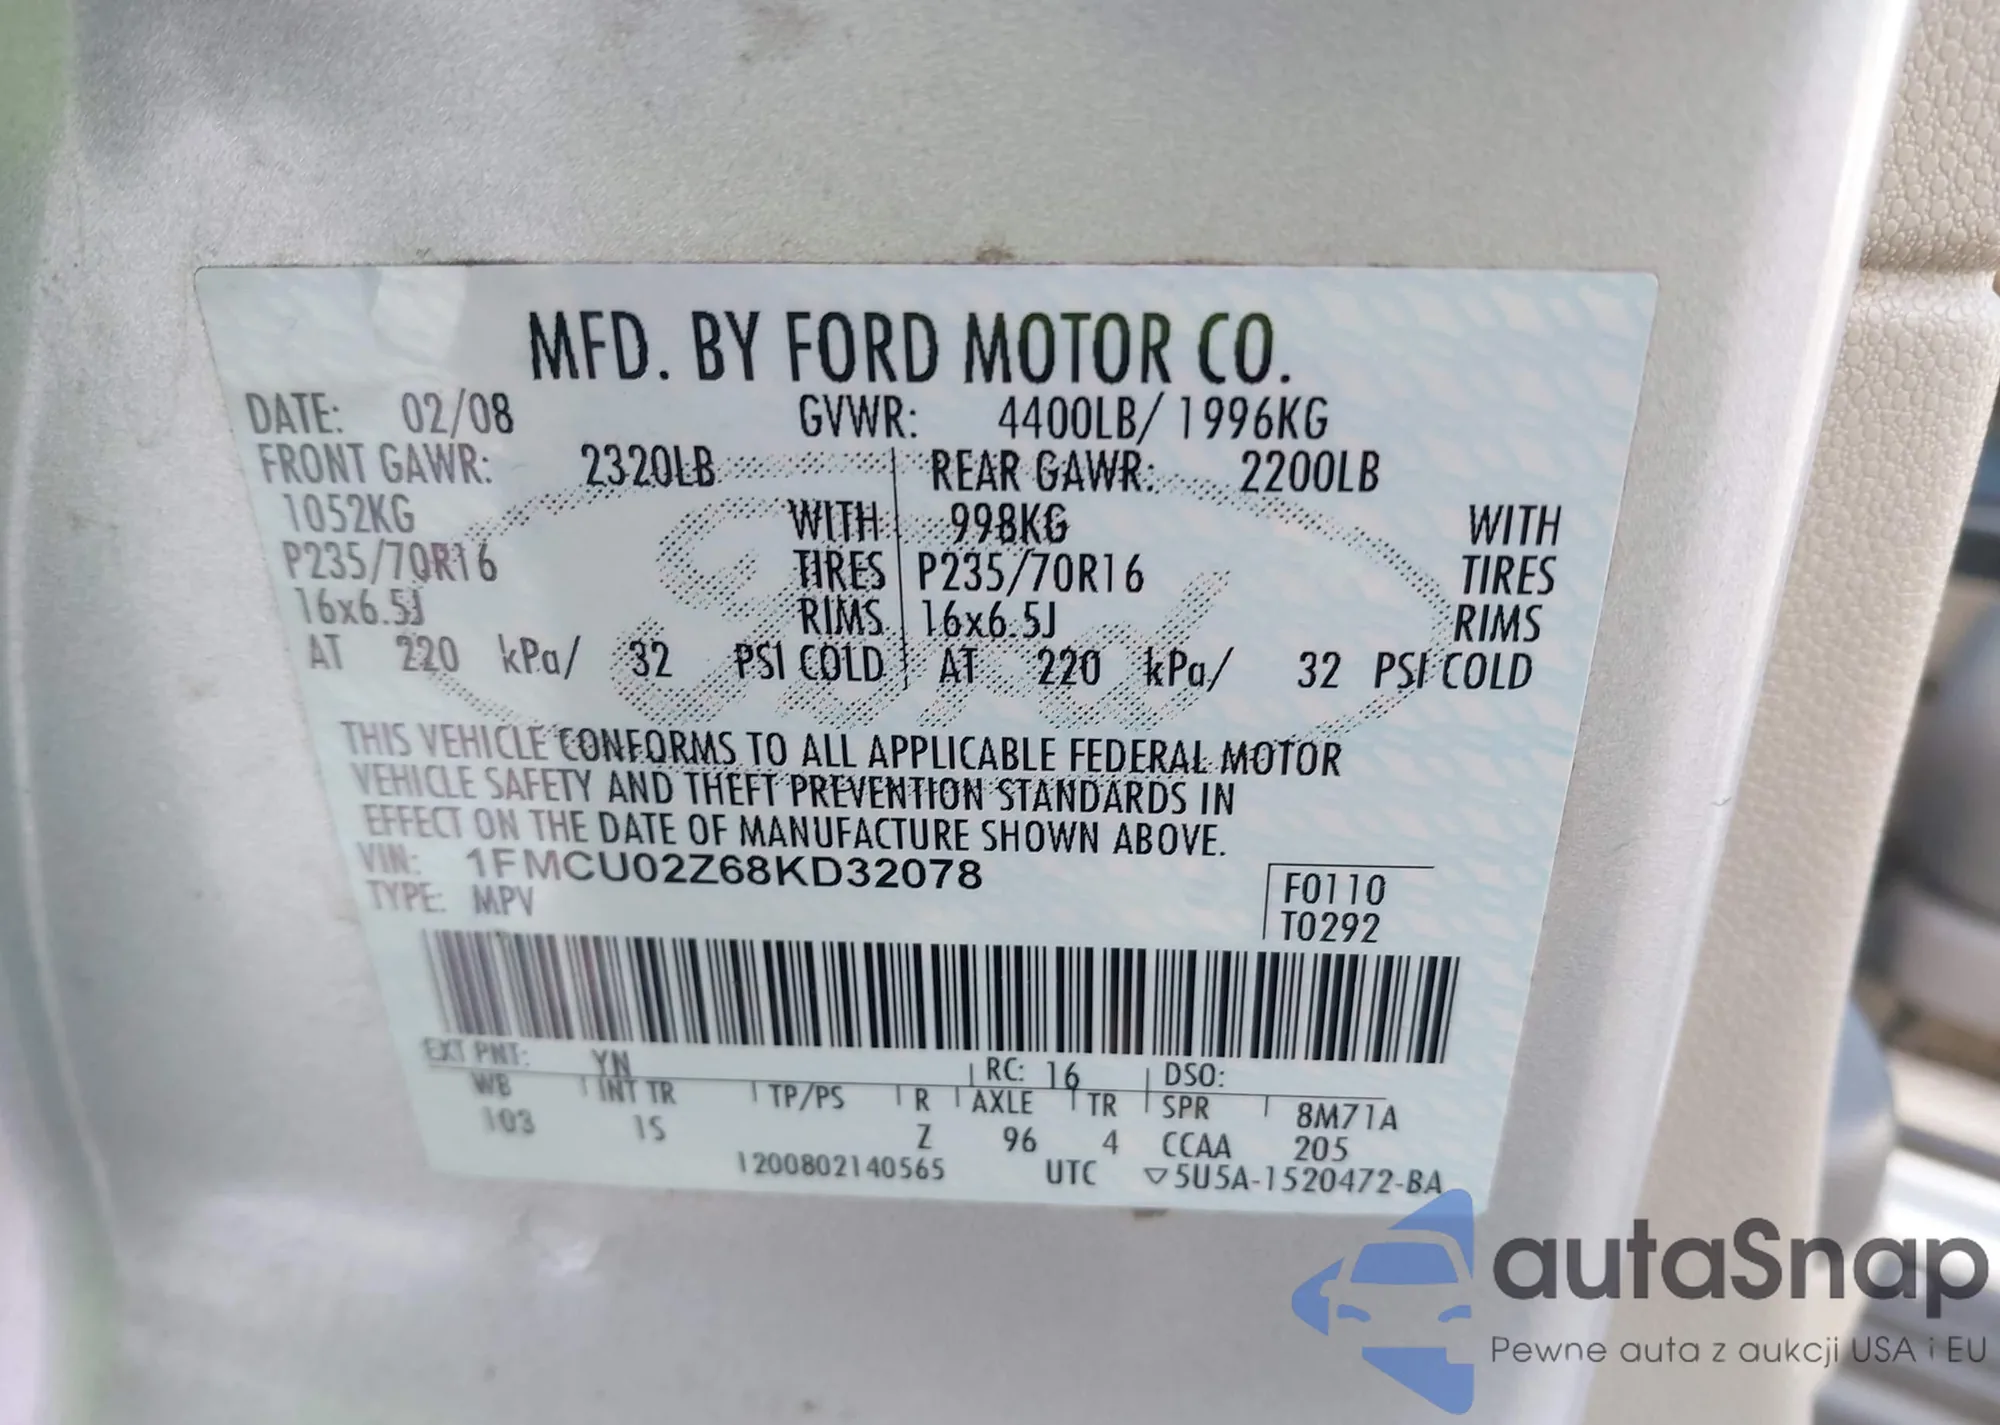 MFD. BY FORD MOTOR CO.
DATE: 02/08 GVWR: 4400LB/ 1996KG
FRONT GAWR: 2320LB REAR GAWR: 2200LB
1052KG WITH 998KG WITH
P235/70R16 TIRES P235/70R16 TIRES
16x6.5J RIMS 16x6.5J RIMS
AT 220 kPa/ 32 PSI COLD AT 220 kPa/ 32 PSI COLD
THIS VEHICLE CONFORMS TO ALL APPLICABLE FEDERAL MOTOR
VEHICLE SAFETY AND THEFT PREVENTION STANDARDS IN
EFFECT ON THE DATE OF MANUFACTURE SHOWN ABOVE.
VIN: 1FMCU02Z68KD32078
TYPE: MPV
F0110
T0292
EXT PNT: YN RC: 16 DSO:
WB INT TR TP/PS R AXLE TR SPR 8M71A
103 IS Z 96 4 CCAA 205
1200802140565 UTC ▽5U5A-1520472-BA
Ford
autaSnap
Pewne auta z aukcji USA i EU